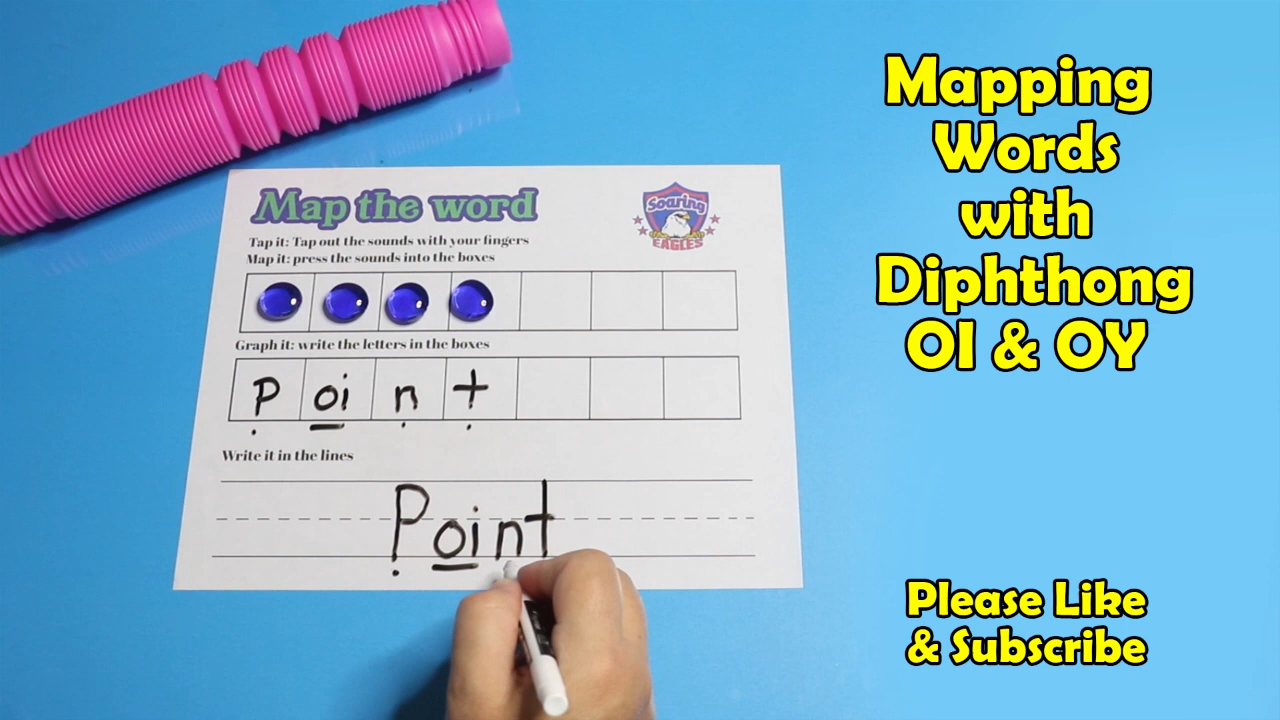 Mapping
Words
with
Diphthong
OI & OY
Map the word
Soaring
EAGLES
Tap it: Tap out the sounds with your fingers
Map it: press the sounds into the boxes
Graph it: write the letters in the boxes
p oi n t
Write it in the lines
Point
Please Like
& Subscribe